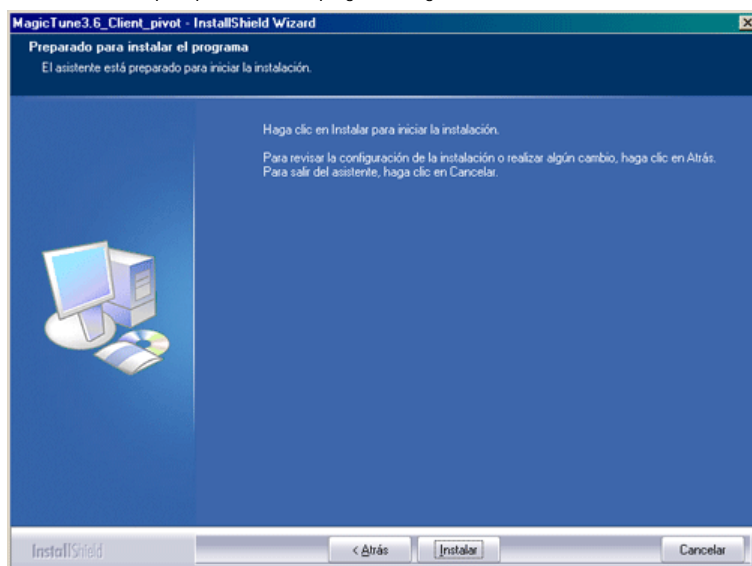 MagicTune3.6_Client_pivot - InstallShield Wizard
Preparado para instalar el programa
El asistente está preparado para iniciar la instalación.
Haga clic en Instalar para iniciar la instalación.
Para revisar la configuración de la instalación o realizar algún cambio, haga clic en Atrás.
Para salir del asistente, haga clic en Cancelar.
InstallShield
< Atrás
Instalar
Cancelar